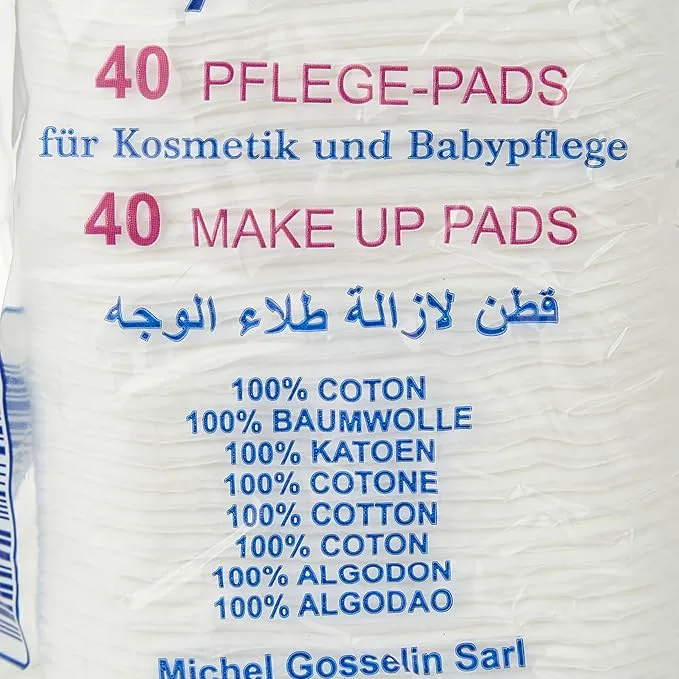 40 PFLEGE-PADS
für Kosmetik und Babypflege
40 MAKE UP PADS
قطن لازالة طلاء الوجه
100% COTON
100% BAUMWOLLE
100% KATOEN
100% COTONE
100% COTTON
100% COTON
100% ALGODON
100% ALGODAO
Michel Gosselin Sarl